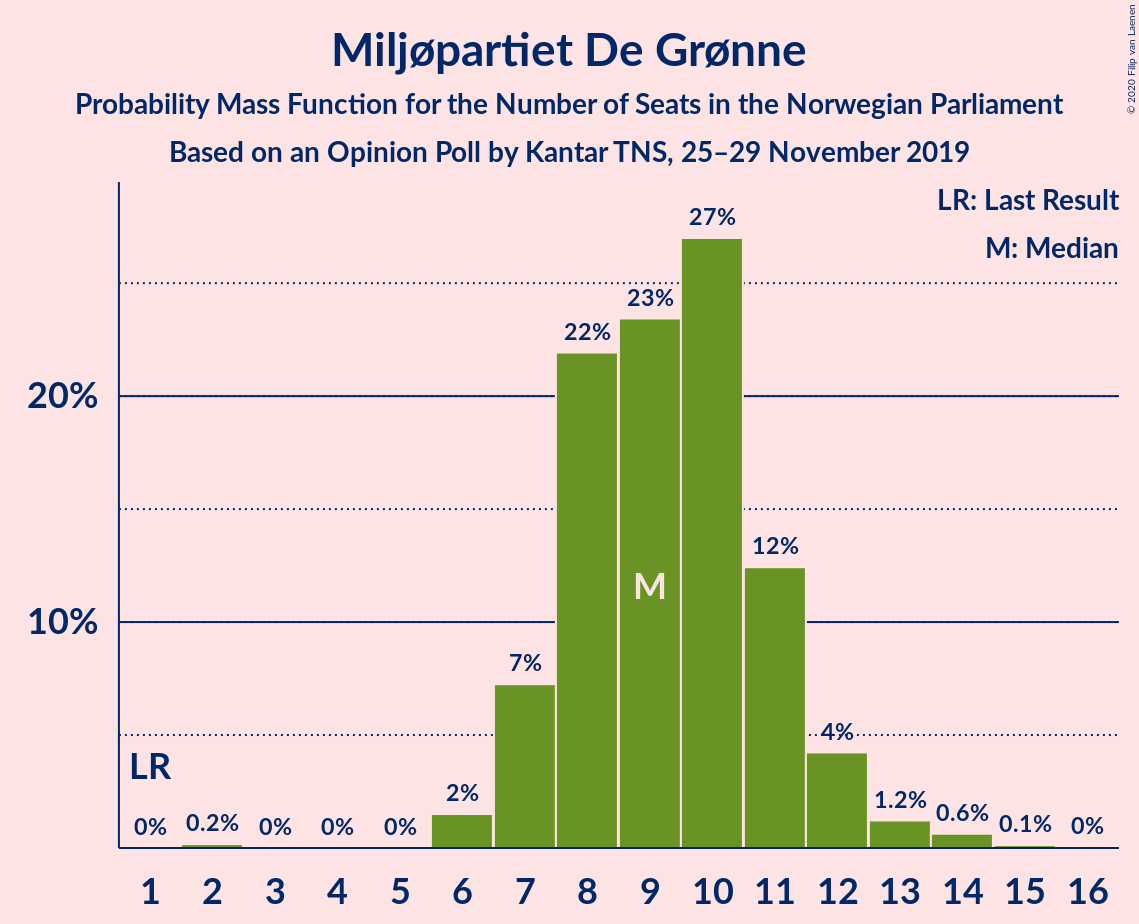 Miljøpartiet De Grønne
Probability Mass Function for the Number of Seats in the Norwegian Parliament
Based on an Opinion Poll by Kantar TNS, 25–29 November 2019
© 2020 Filip van Laenen
LR: Last Result
M: Median
27%
23%
22%
20%
M
12%
10%
7%
4%
LR
2%
1.2%
0.6%
0% 0.2% 0% 0% 0% 0.1% 0%
1 2 3 4 5 6 7 8 9 10 11 12 13 14 15 16